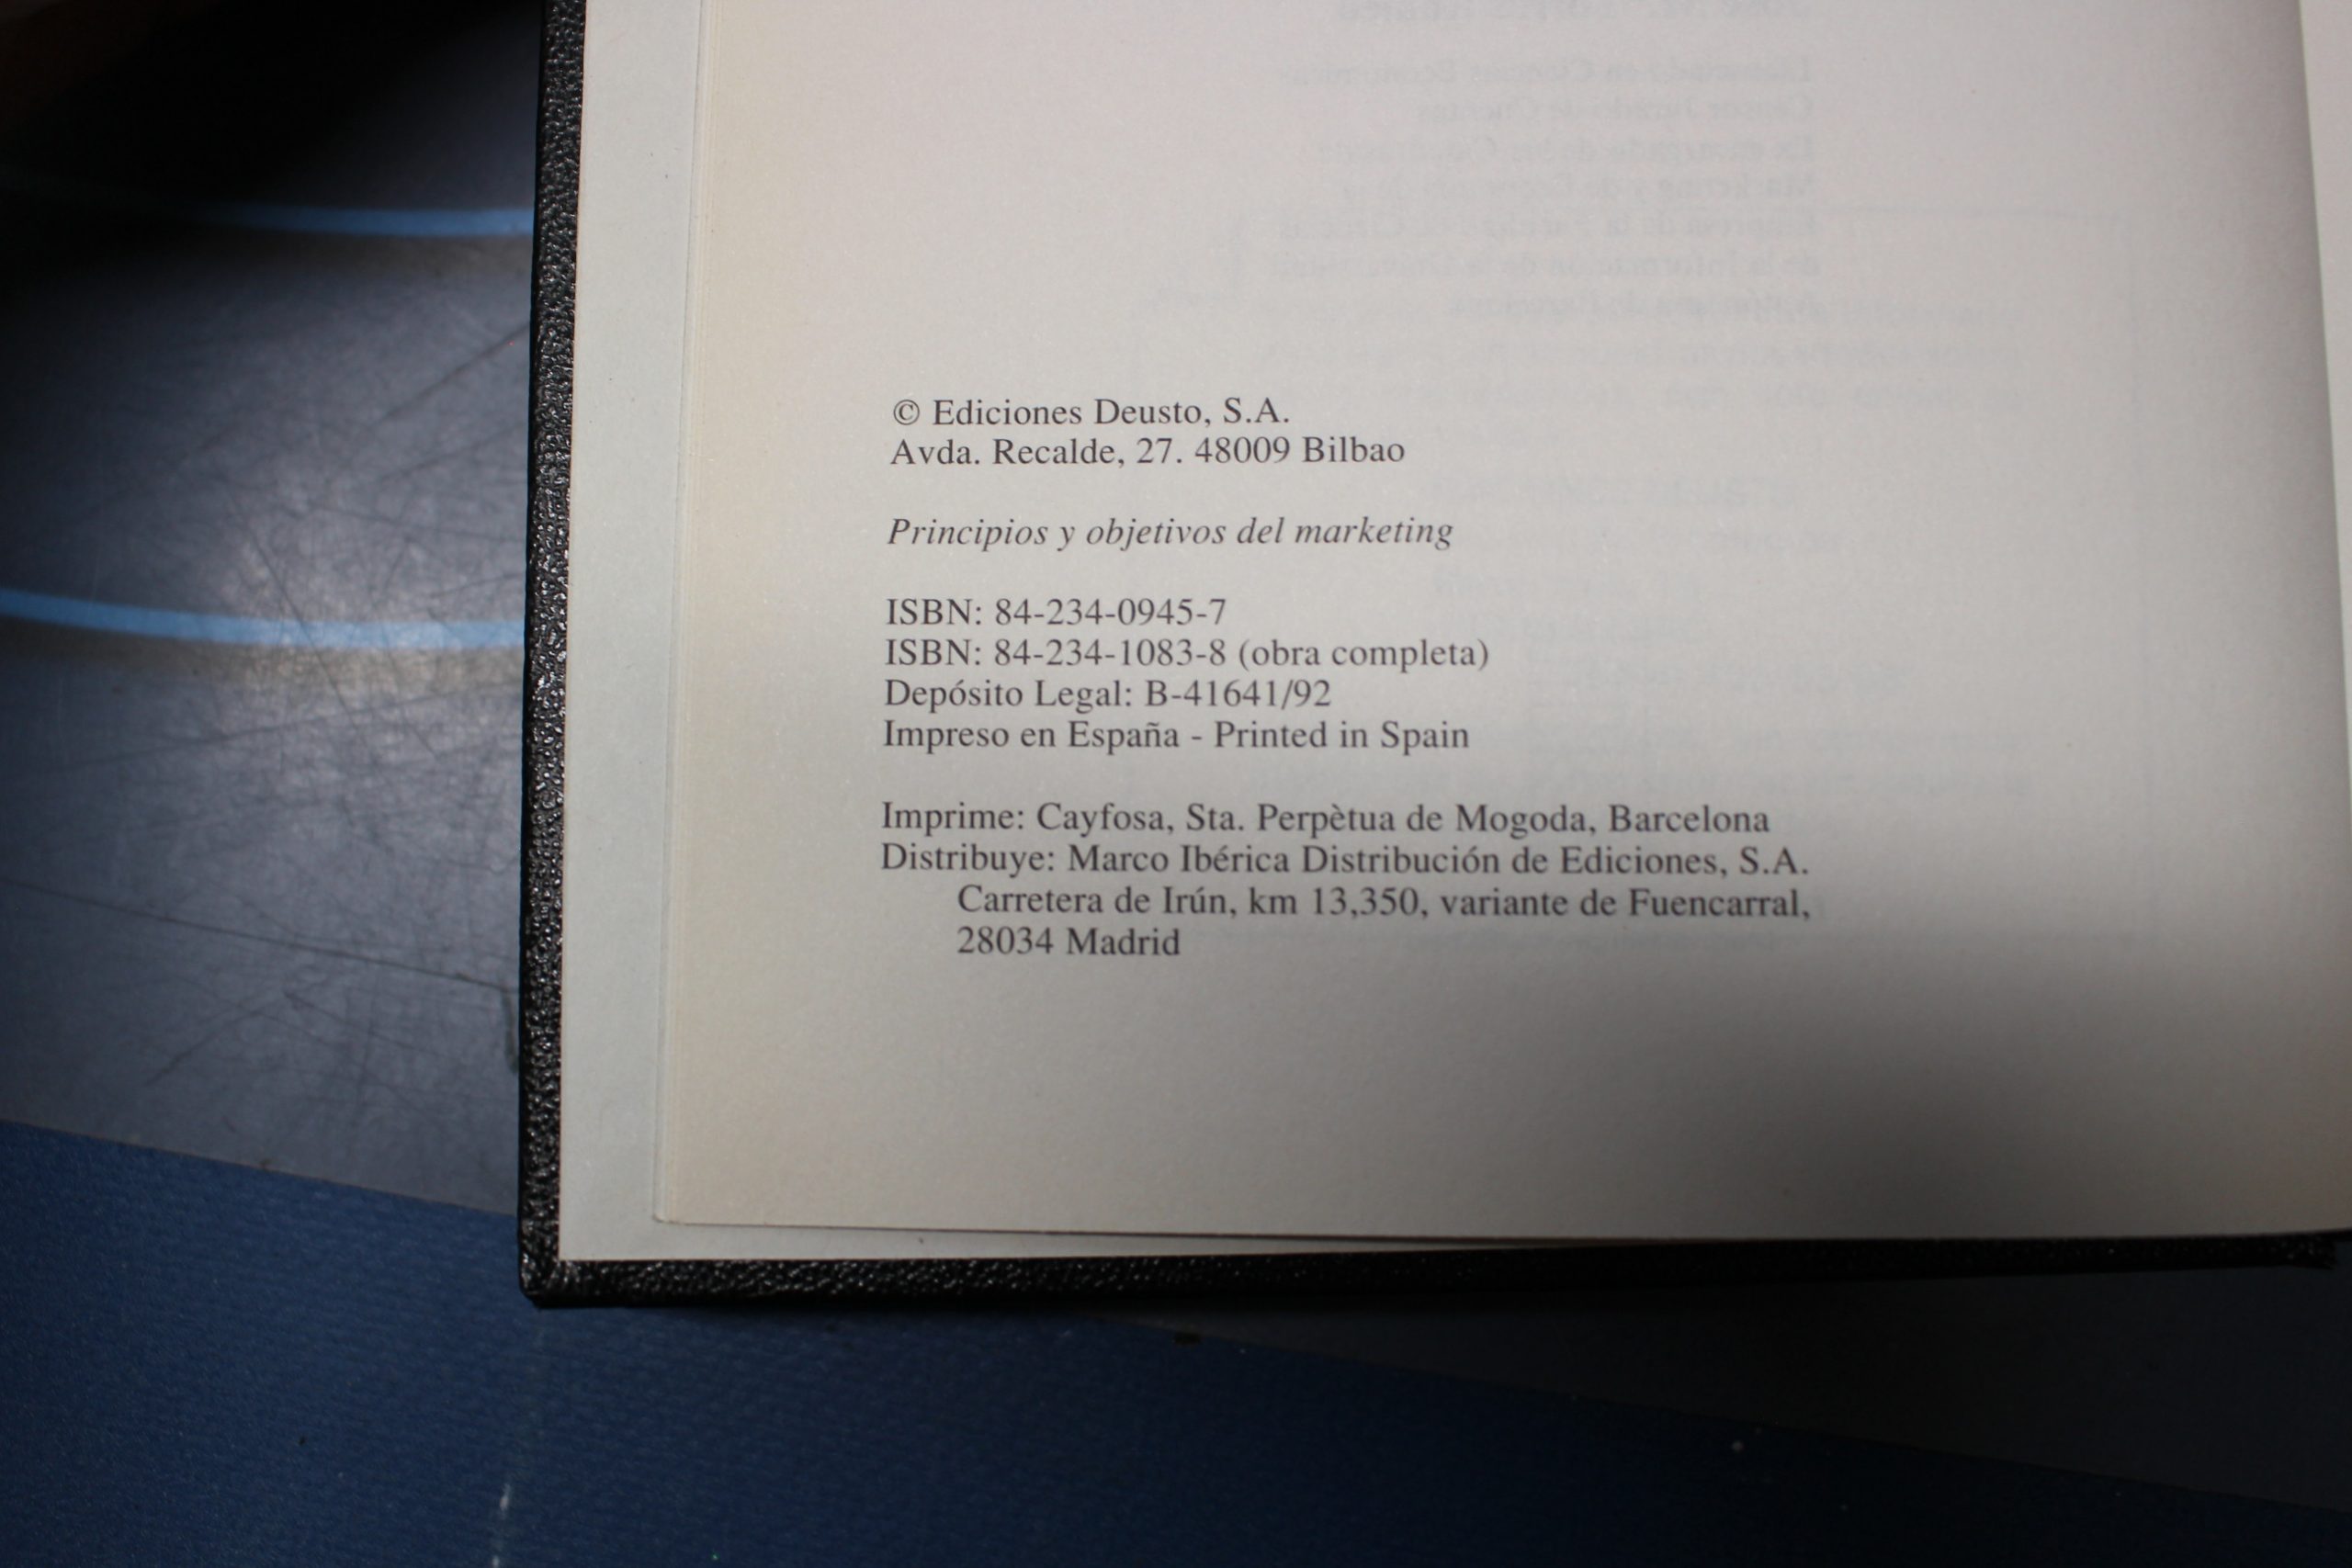 © Ediciones Deusto, S.A.
Avda. Recalde, 27. 48009 Bilbao
Principios y objetivos del marketing
ISBN: 84-234-0945-7
ISBN: 84-234-1083-8 (obra completa)
Depósito Legal: B-41641/92
Impreso en España - Printed in Spain
Imprime: Cayfosa, Sta. Perpètua de Mogoda, Barcelona
Distribuye: Marco Ibérica Distribución de Ediciones, S.A.
Carretera de Irún, km 13,350, variante de Fuencarral,
28034 Madrid